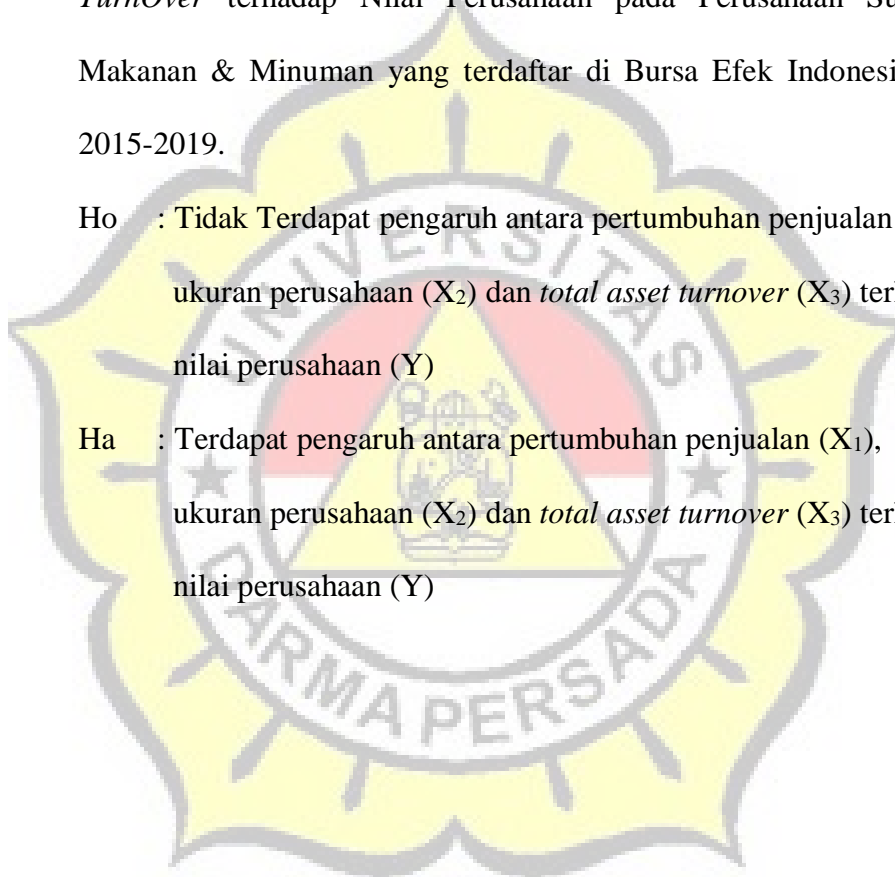 TurnOver terhadap Nilai Perusahaan pada Perusahaan Su
Makanan & Minuman yang terdaftar di Bursa Efek Indonesi
2015-2019.
Ho : Tidak Terdapat pengaruh antara pertumbuhan penjualan
ukuran perusahaan (X₂) dan total asset turnover (X₃) ter
nilai perusahaan (Y)
Ha : Terdapat pengaruh antara pertumbuhan penjualan (X₁),
ukuran perusahaan (X₂) dan total asset turnover (X₃) ter
nilai perusahaan (Y)
UNIVERSITAS
DARMA PERSADA